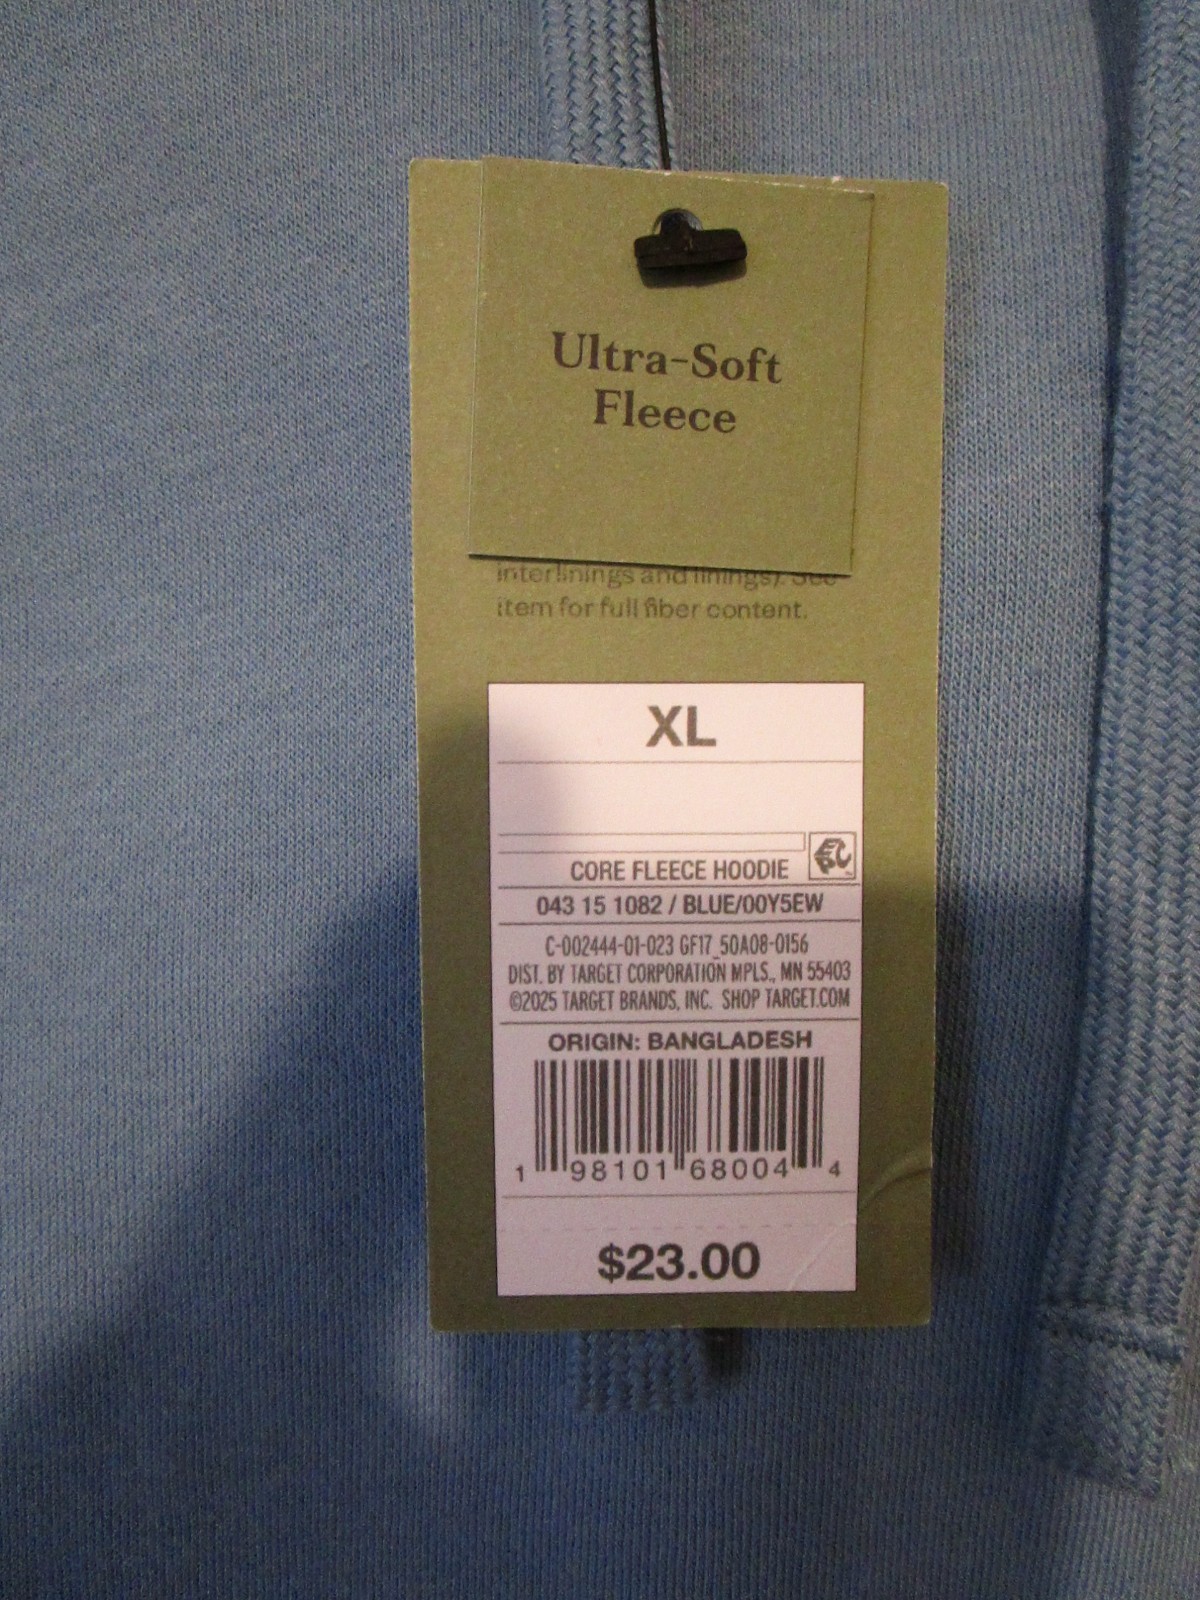 Ultra-Soft
Fleece
interlinings and linings). See
item for full fiber content.
XL
CORE FLEECE HOODIE
043 15 1082 / BLUE/00Y5EW
C-002444-01-023 GF17_50A08-0156
DIST. BY TARGET CORPORATION MPLS., MN 55403
©2025 TARGET BRANDS, INC. SHOP TARGET.COM
ORIGIN: BANGLADESH
1 98101 68004 4
$23.00